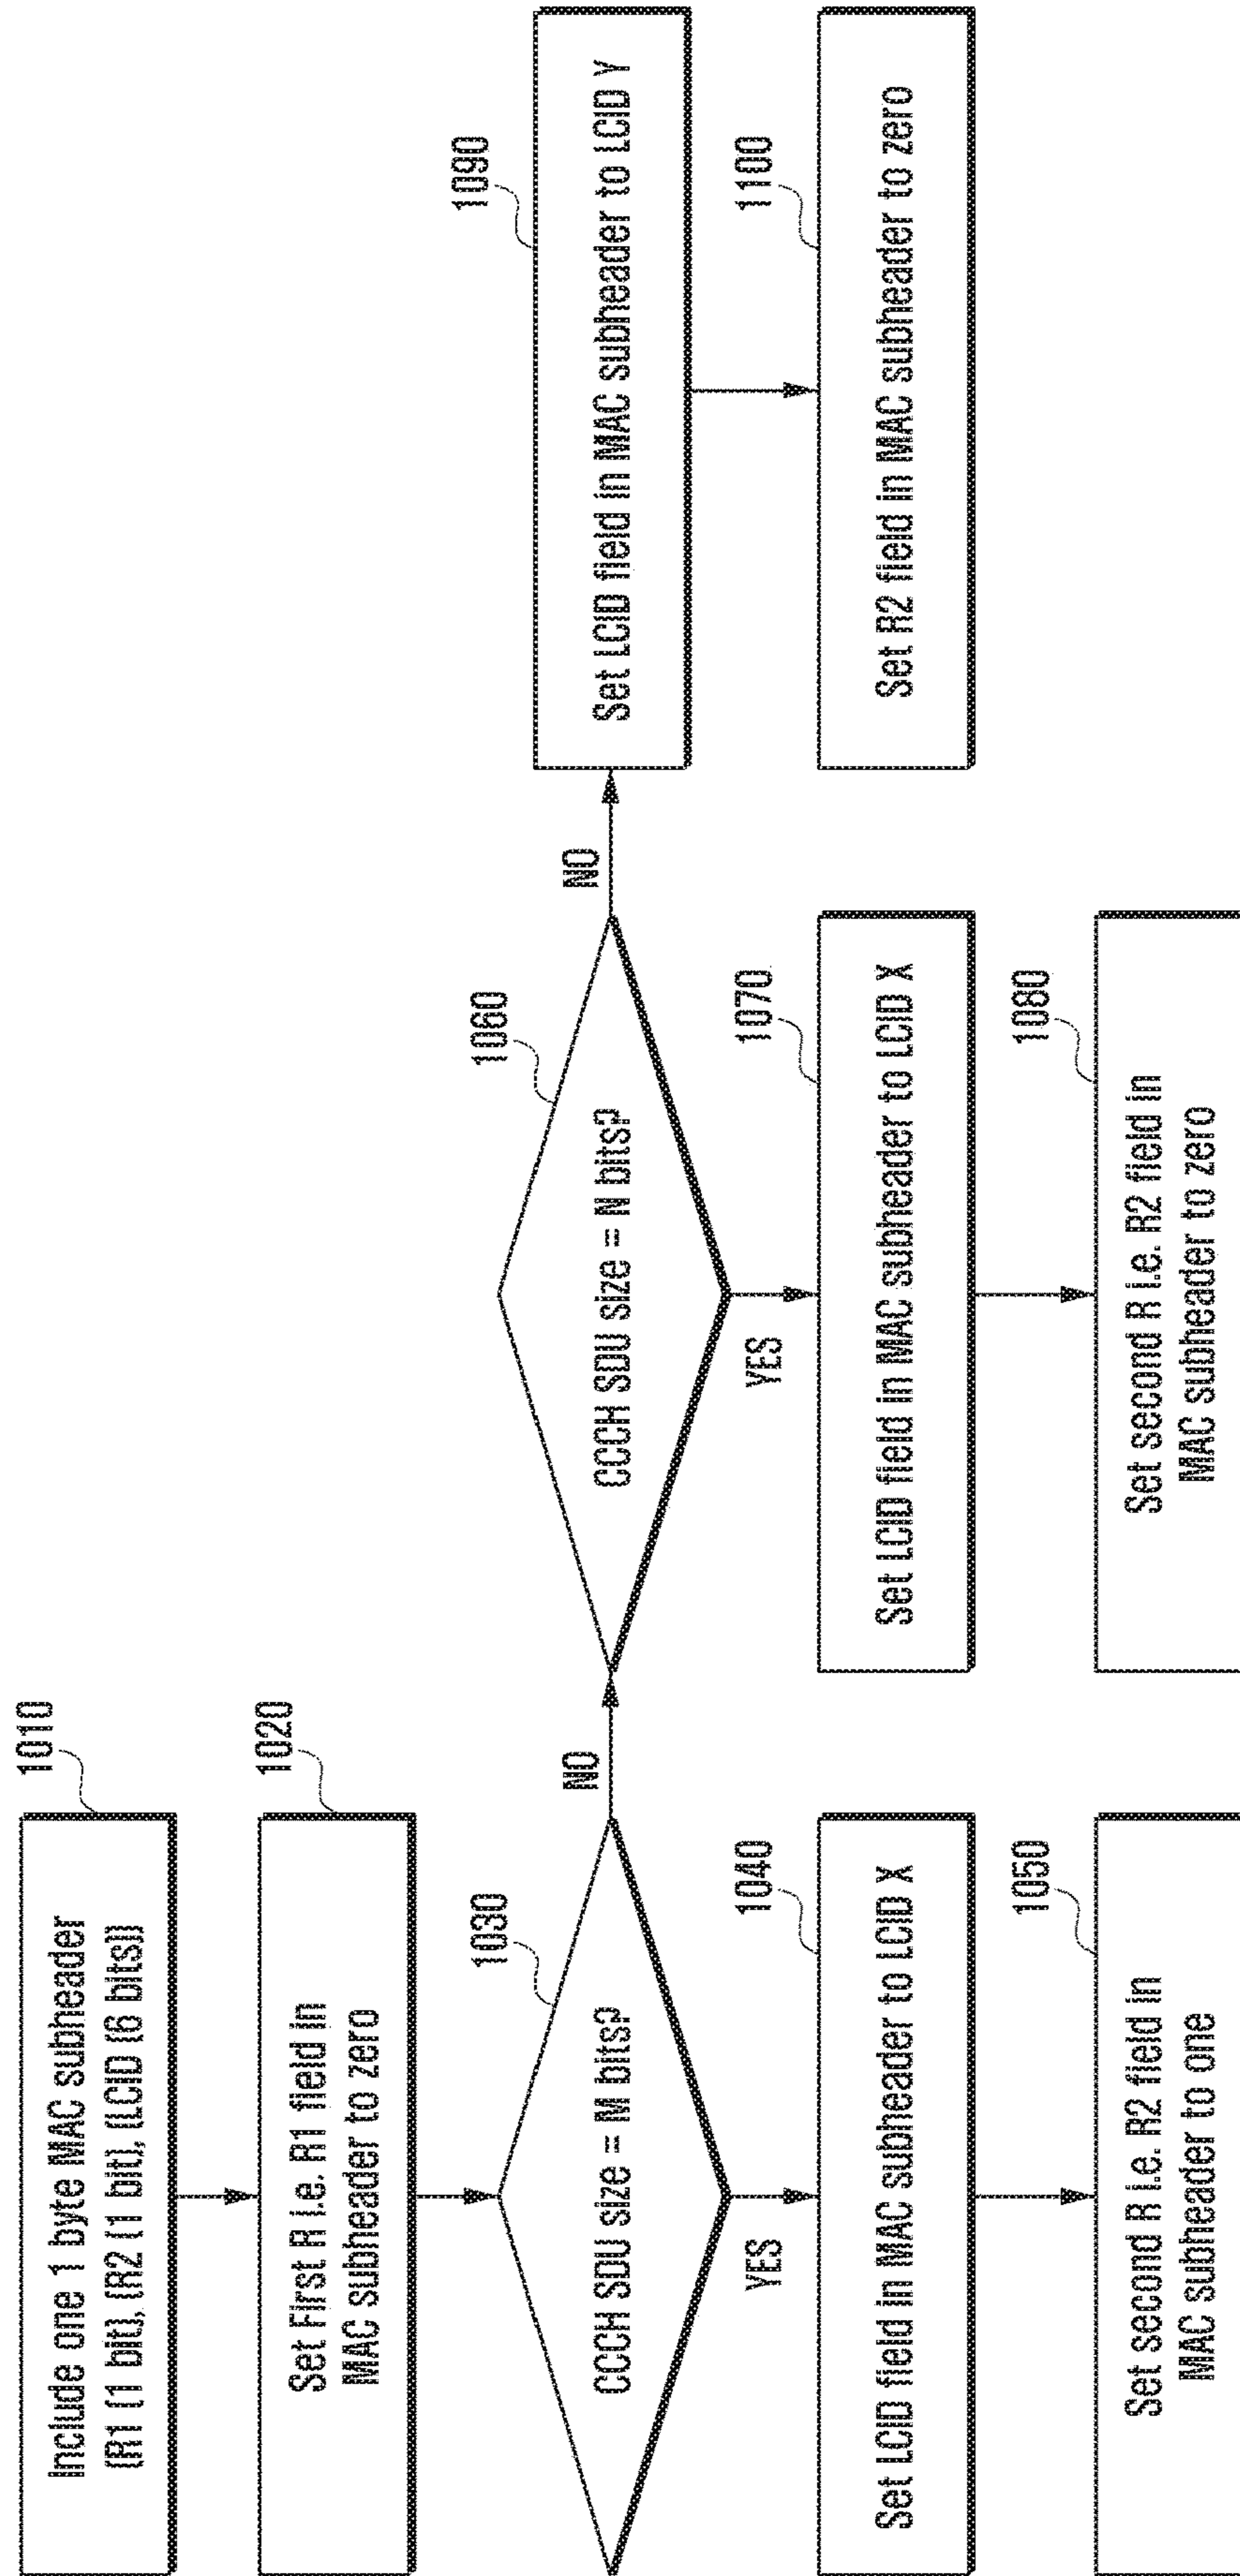 1010
Include one 1 byte MAC subheader
(R1 (1 bit), (R2 (1 bit), (LCID (6 bits))
1020
Set First R i.e. R1 field in
MAC subheader to zero
1030
CCCH SDU size = M bits?
NO
YES
1040
Set LCID field in MAC subheader to LCID X
1050
Set second R i.e. R2 field in
MAC subheader to one
1060
CCCH SDU size = N bits?
NO
YES
1070
Set LCID field in MAC subheader to LCID X
1080
Set second R i.e. R2 field in
MAC subheader to zero
1090
Set LCID field in MAC subheader to LCID Y
1100
Set R2 field in MAC subheader to zero